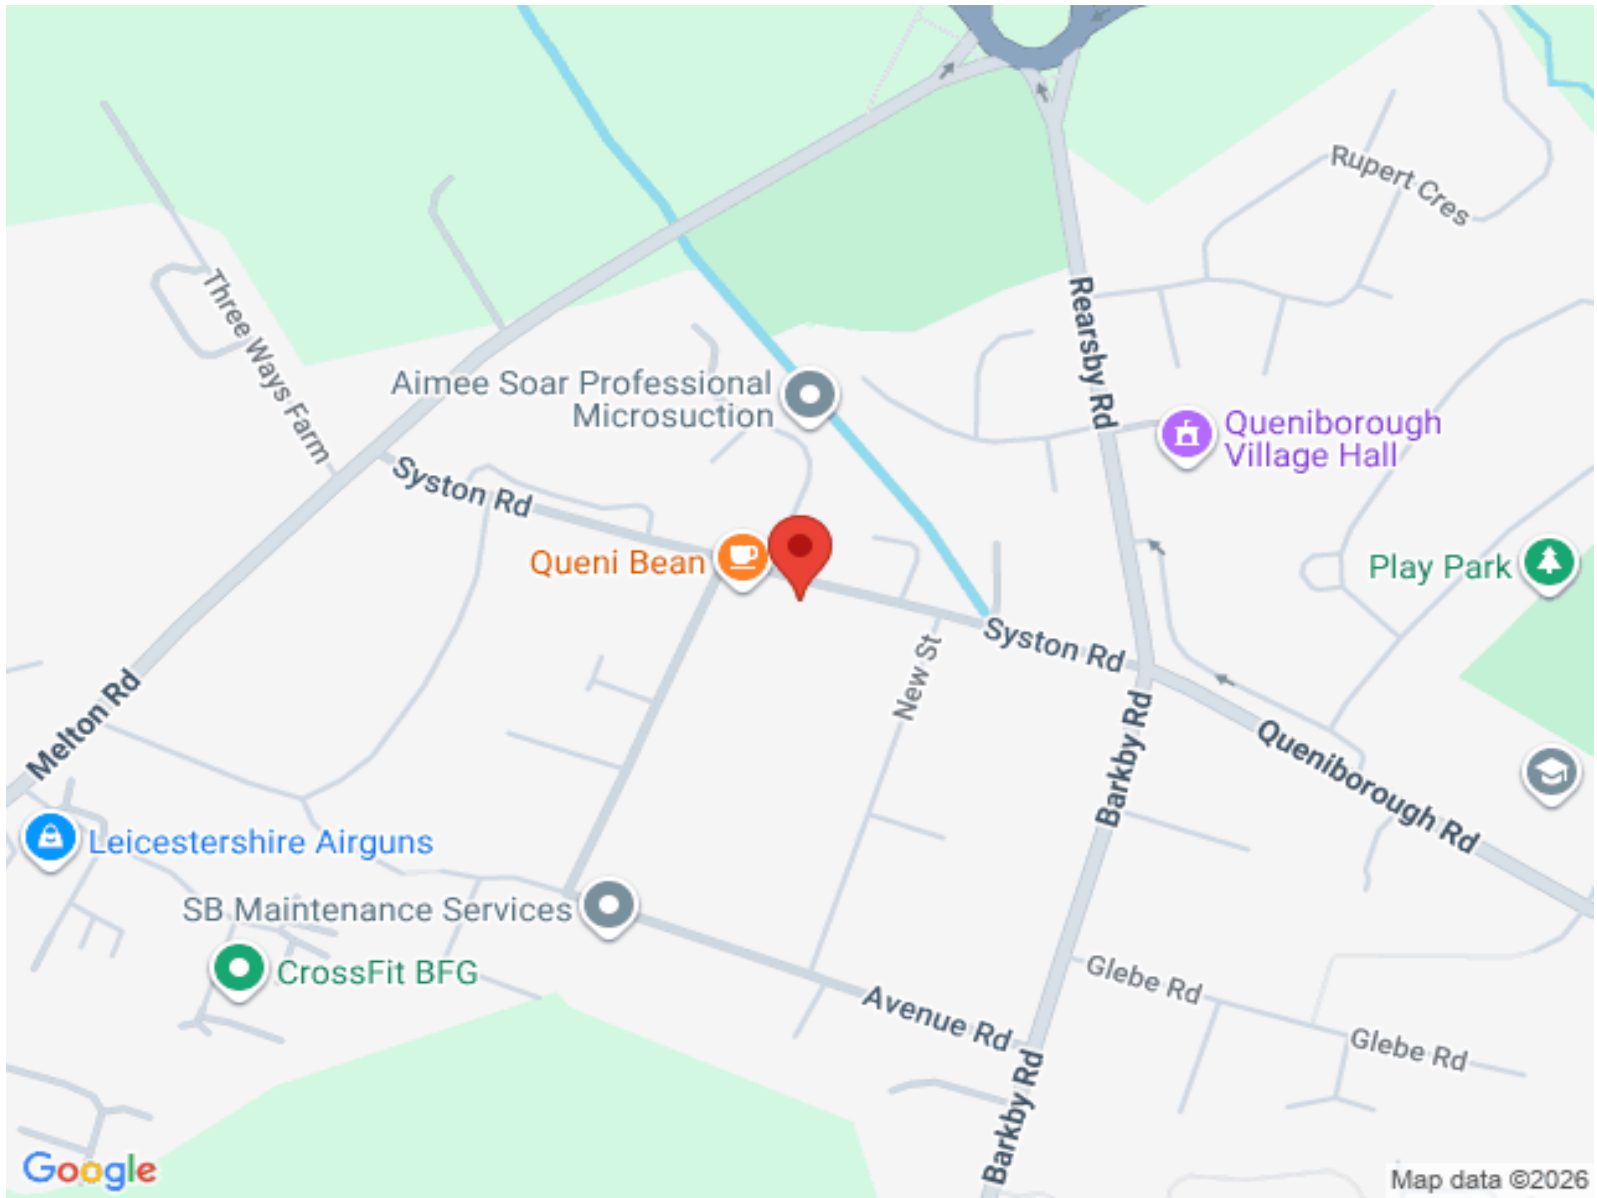 Rupert Cres
Three Ways Farm
Rearsby Rd
Aimee Soar Professional
Microsuction
Queniborough
Village Hall
Syston Rd
Queni Bean
Play Park
Syston Rd
New St
Melton Rd
Barkby Rd
Queniborough Rd
Leicestershire Airguns
SB Maintenance Services
CrossFit BFG
Glebe Rd
Avenue Rd
Glebe Rd
Barkby Rd
Google
Map data ©2026